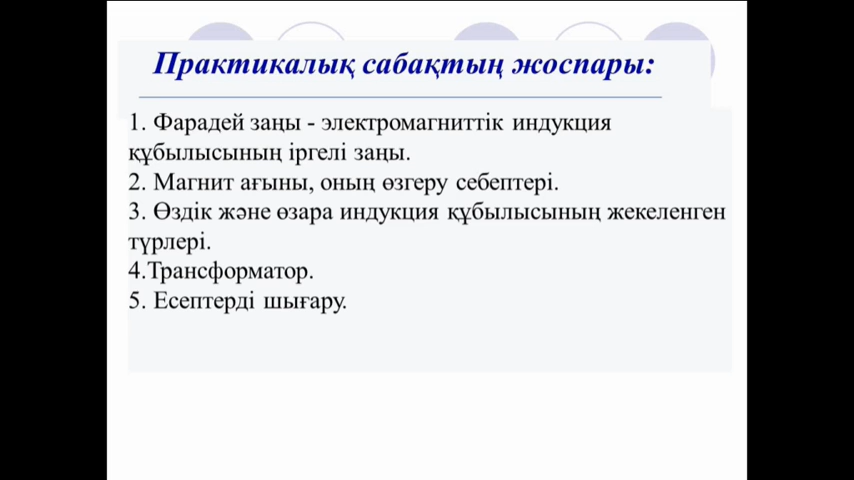 Практикалық сабақтың жоспары:
1. Фарадей заңы - электромагниттік индукция
құбылысының іргелі заңы.
2. Магнит ағыны, оның өзгеру себептері.
3. Өздік және өзара индукция құбылысының жекеленген
түрлері.
4.Трансформатор.
5. Есептерді шығару.